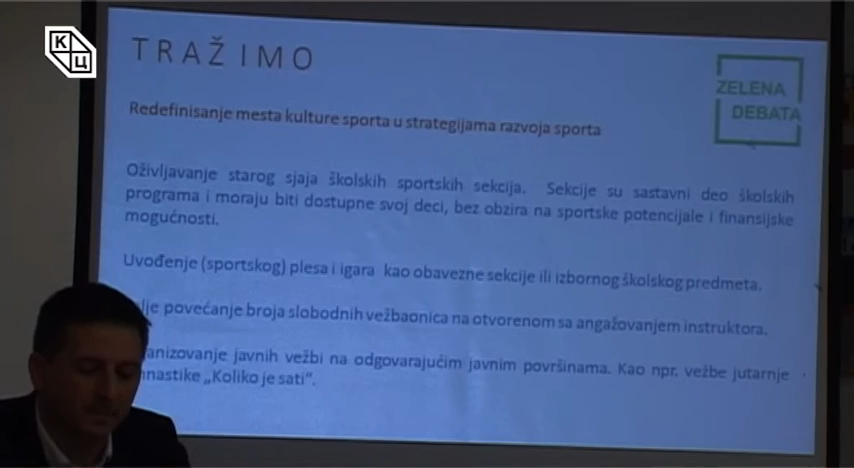 К
Ц
TRAŽIMO
ZELENA
DEBATA
Redefinisanje mesta kulture sporta u strategijama razvoja sporta
Oživljavanje starog sjaja školskih sportskih sekcija. Sekcije su sastavni deo školskih
programa i moraju biti dostupne svoj deci, bez obzira na sportske potencijale i finansijske
mogućnosti.
Uvođenje (sportskog) plesa i igara kao obavezne sekcije ili izbornog školskog predmeta.
povećanje broja slobodnih vežbaonica na otvorenom sa angažovanjem instruktora.
javnih vežbi na odgovarajućim javnim površinama. Kao npr. vežbe jutarnje
„Koliko je sati“.